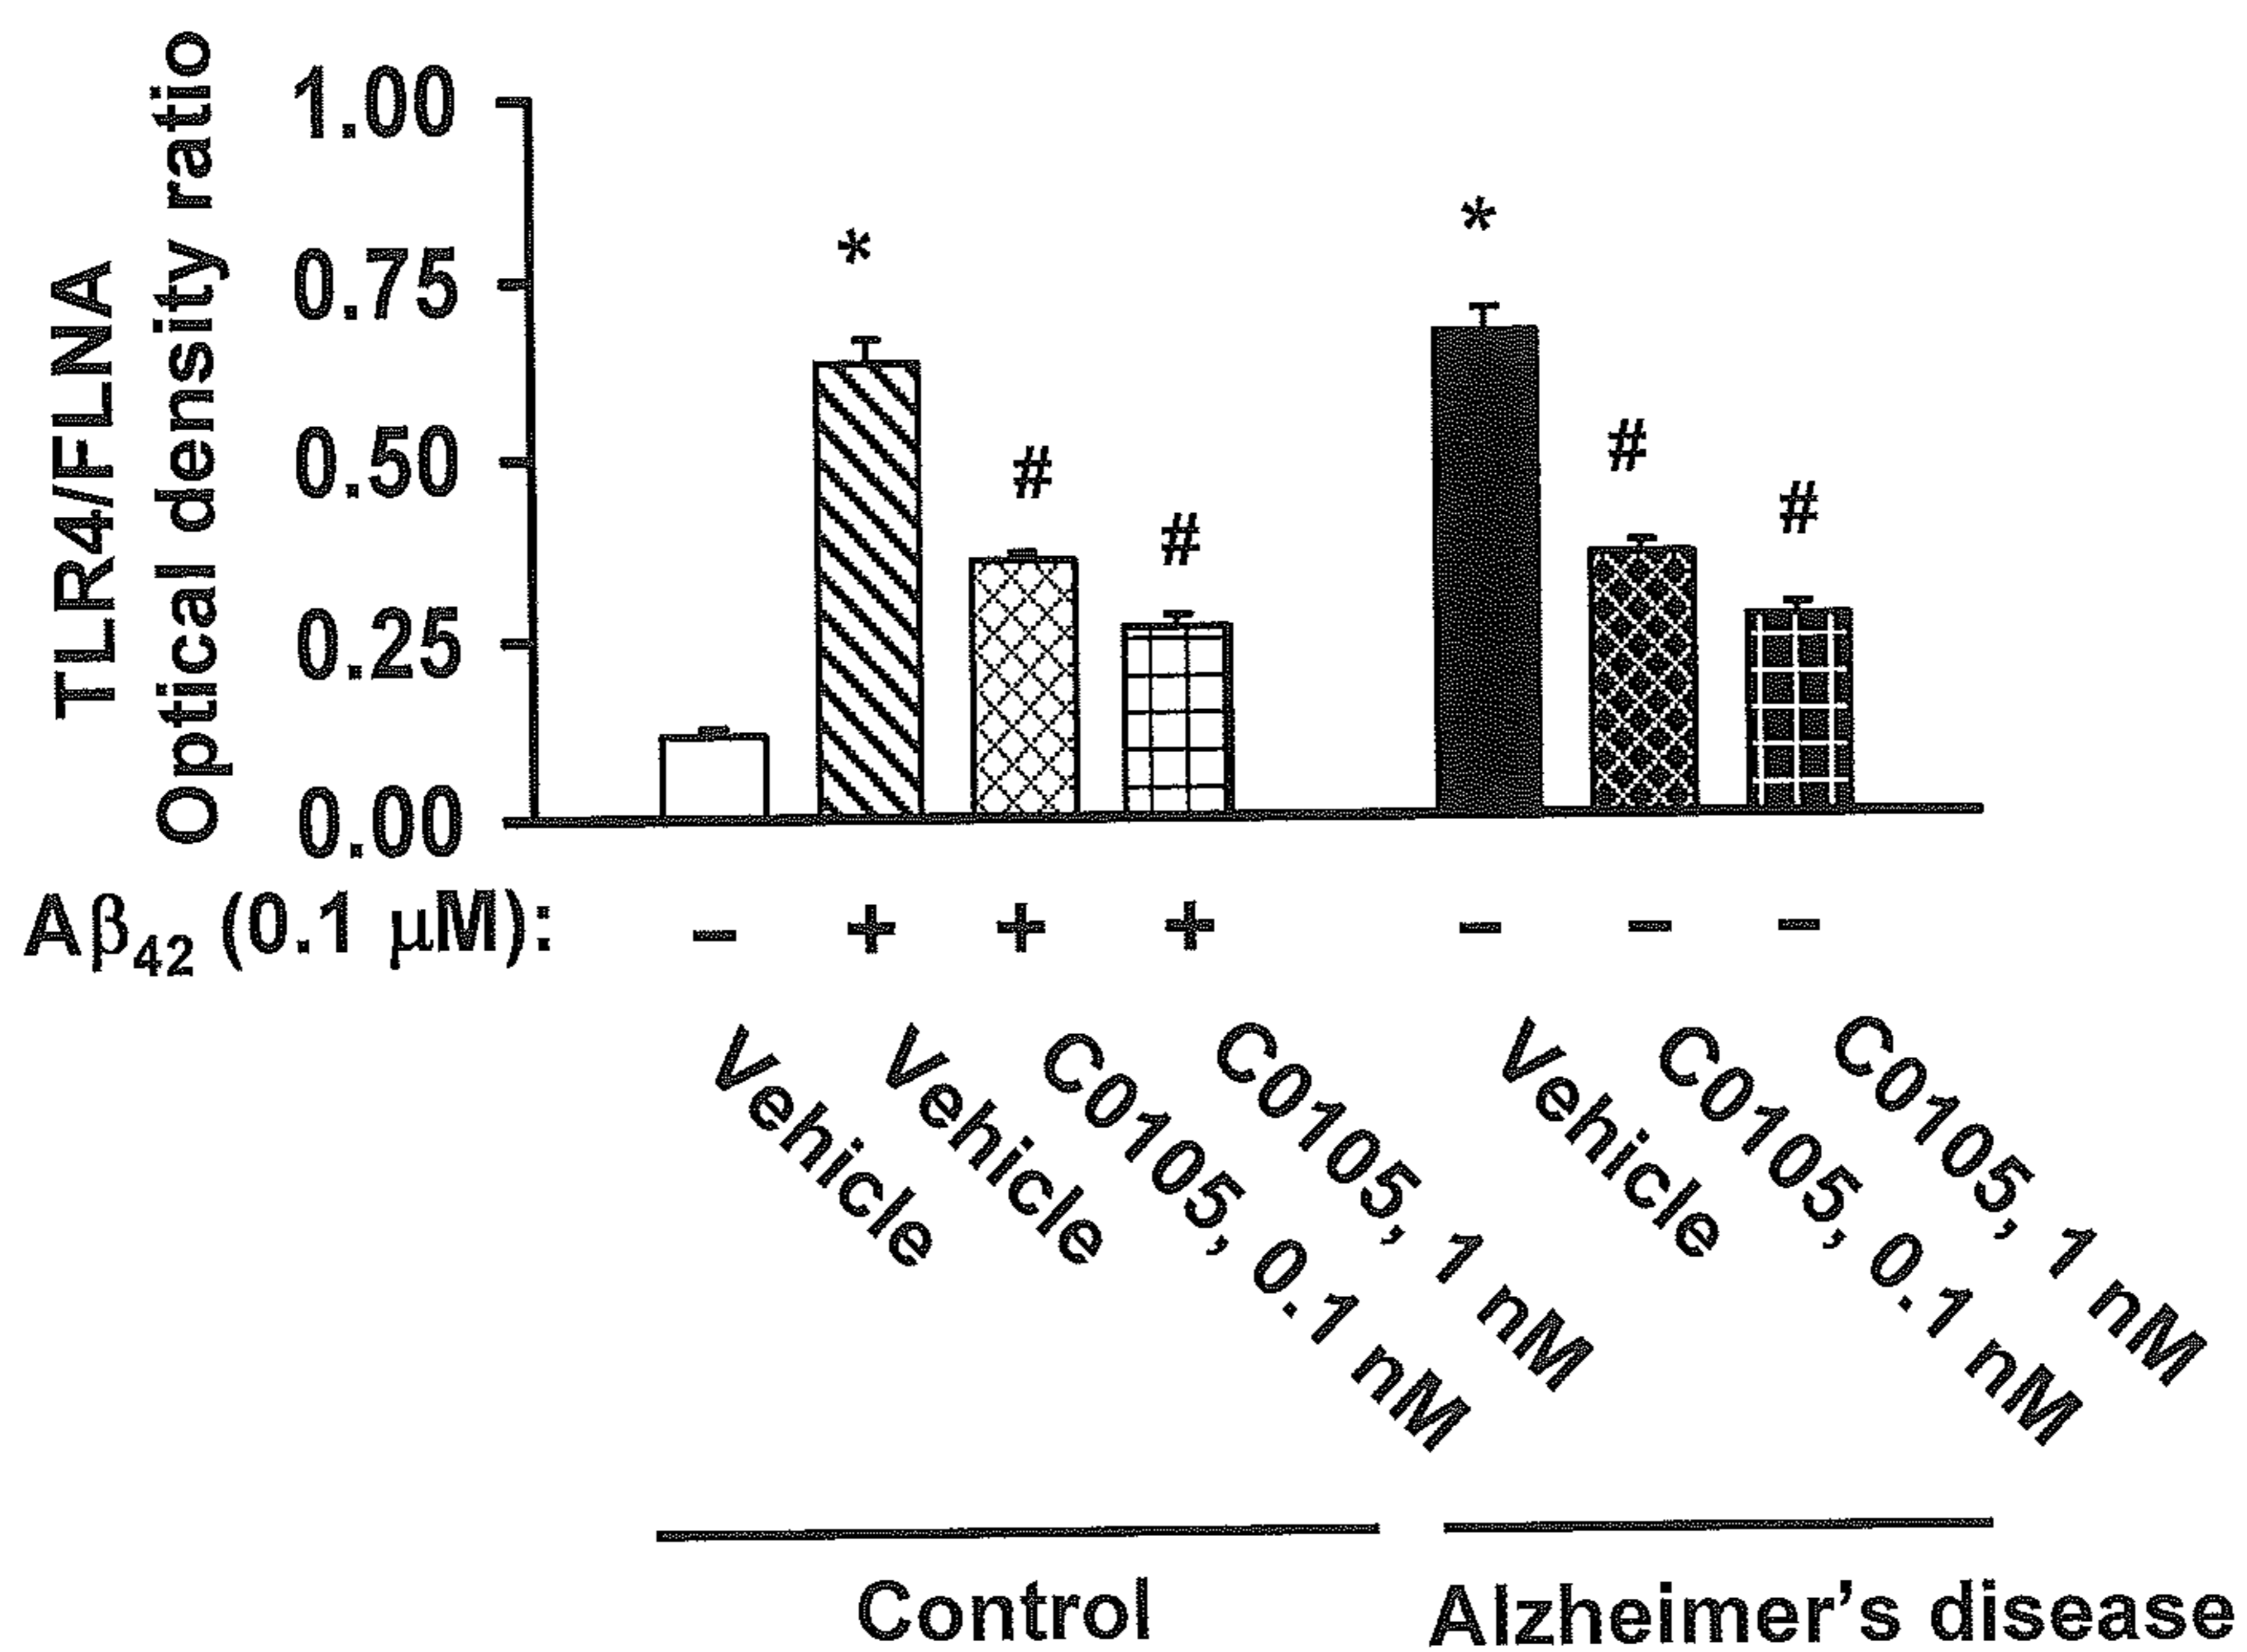 TLR4/FLNA
Optical density ratio
1.00
0.75
0.50
0.25
0.00
*
#
#
*
#
#
Aβ42 (0.1 μM): – + + + – – –
Vehicle
Vehicle
C0105, 0.1 nM
C0105, 1 nM
Vehicle
C0105, 0.1 nM
C0105, 1 nM
Control
Alzheimer's disease